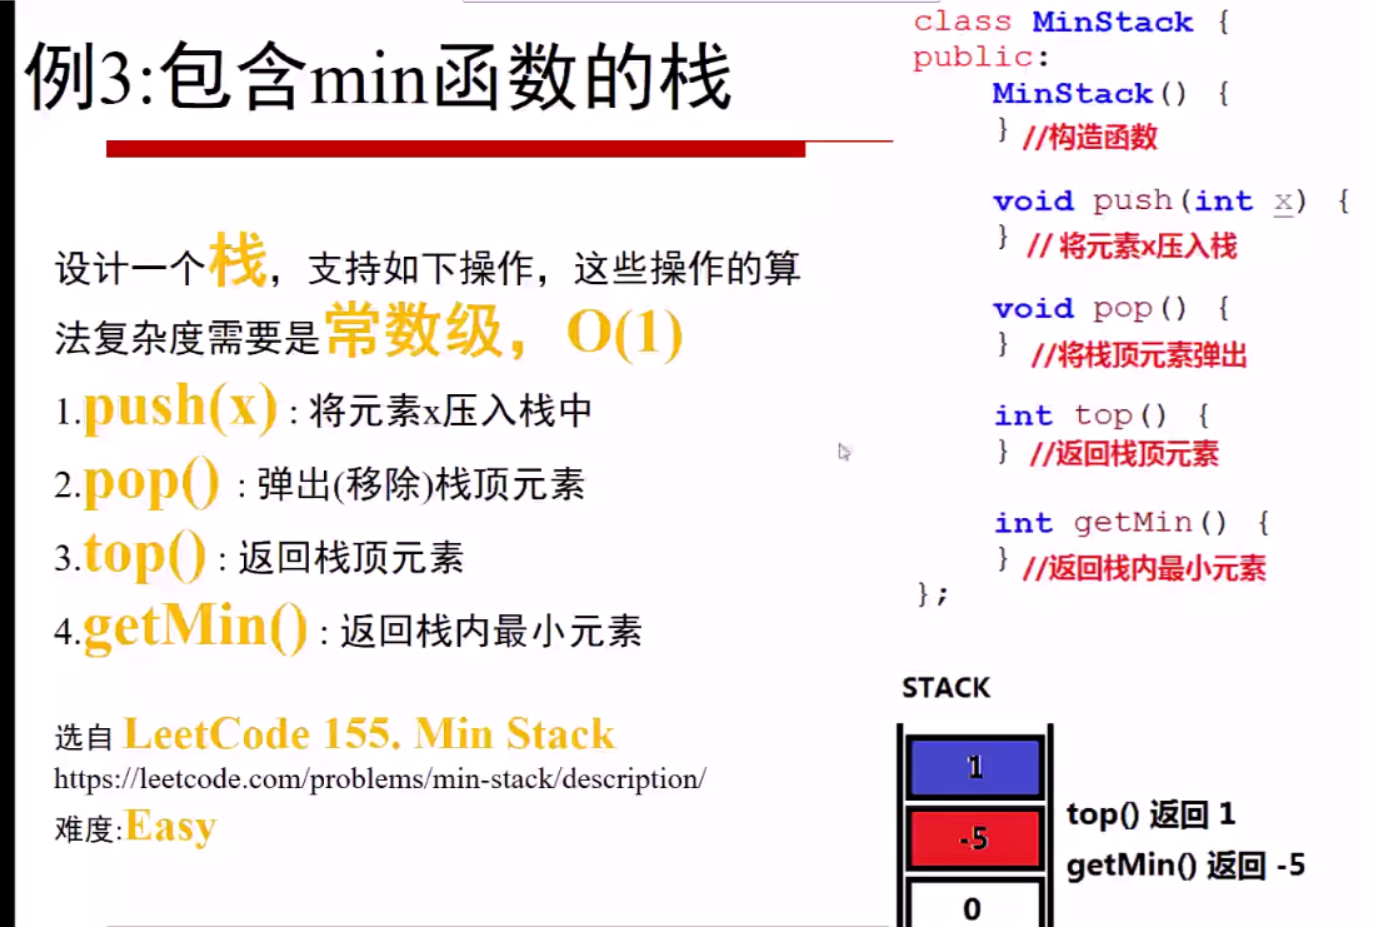 例3:包含min函数的栈
设计一个栈，支持如下操作，这些操作的算
法复杂度需要是常数级，O(1)
1.push(x) : 将元素x压入栈中
2.pop() : 弹出(移除)栈顶元素
3.top() : 返回栈顶元素
4.getMin() : 返回栈内最小元素
选自 LeetCode 155. Min Stack
https://leetcode.com/problems/min-stack/description/
难度:Easy
class MinStack {
public:
MinStack() {
} //构造函数
void push(int x) {
} // 将元素x压入栈
void pop() {
} //将栈顶元素弹出
int top() {
} //返回栈顶元素
int getMin() {
} //返回栈内最小元素
};
STACK
1
-5
0
top() 返回 1
getMin() 返回 -5